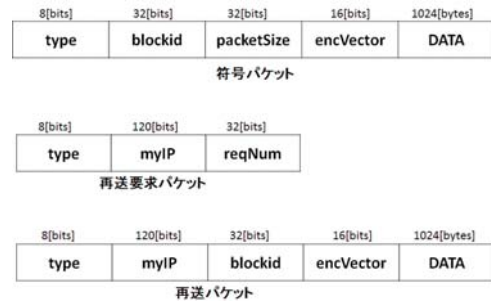 8[bits] 32[bits] 32[bits] 16[bits] 1024[bytes]
type blockid packetSize encVector DATA
符号パケット
8[bits] 120[bits] 32[bits]
type myIP reqNum
再送要求パケット
8[bits] 120[bits] 32[bits] 16[bits] 1024[bytes]
type myIP blockid encVector DATA
再送パケット